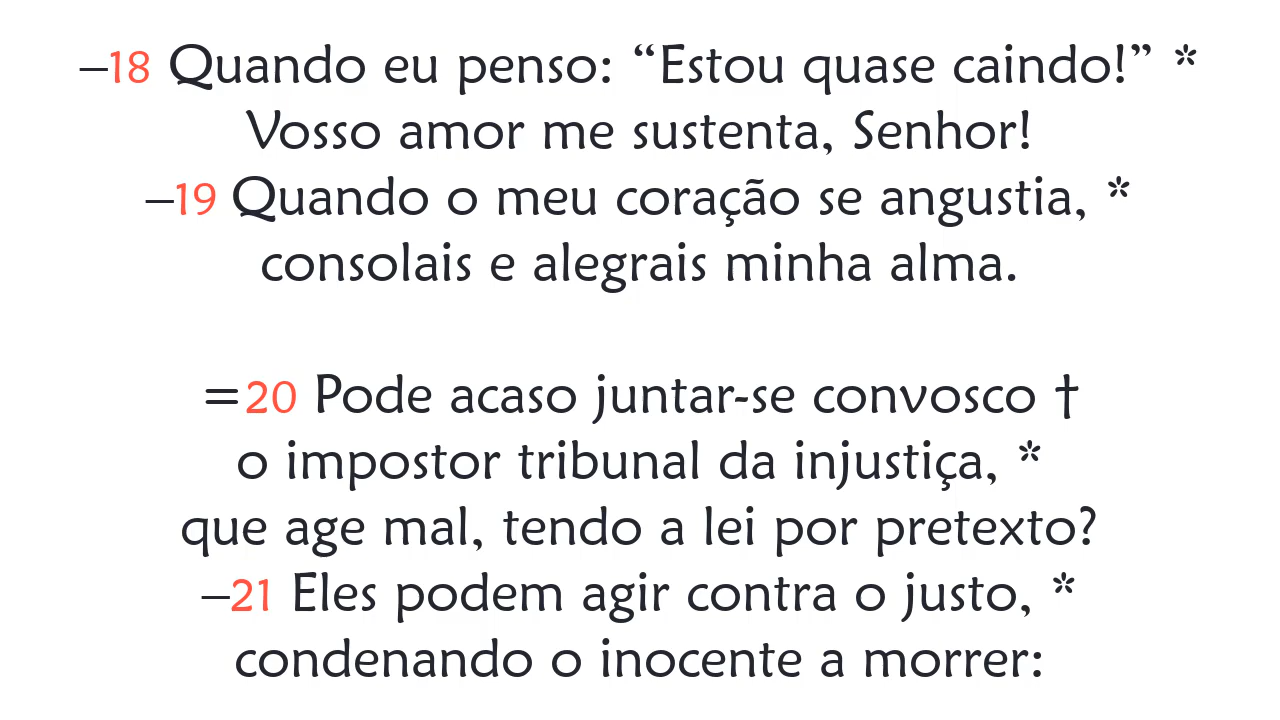 –18 Quando eu penso: “Estou quase caindo!” *
Vosso amor me sustenta, Senhor!
–19 Quando o meu coração se angustia, *
consolais e alegrais minha alma.
=20 Pode acaso juntar-se convosco †
o impostor tribunal da injustiça, *
que age mal, tendo a lei por pretexto?
–21 Eles podem agir contra o justo, *
condenando o inocente a morrer: